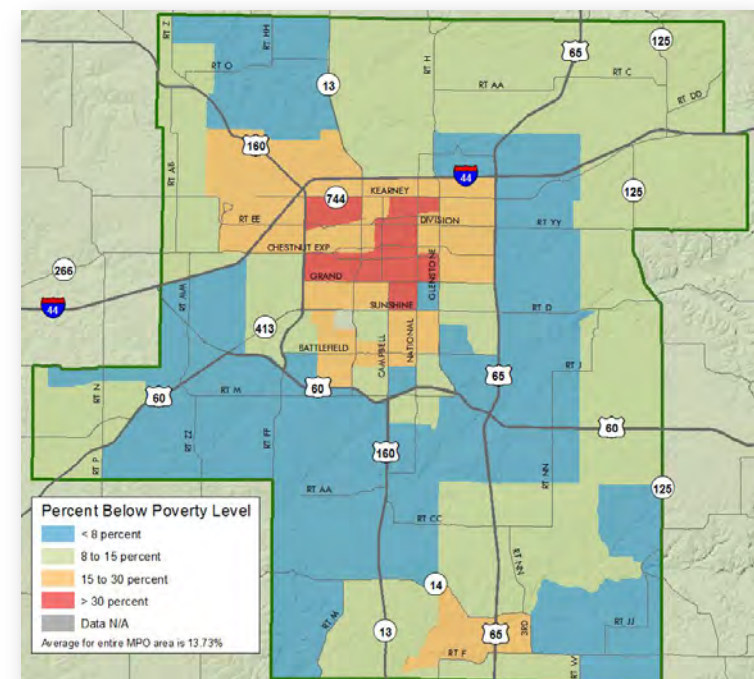 RT Z
RT HH
65
125
RT O
RT H
RT C
13
RT AA
RT DD
160
RT AB
44
KEARNEY
125
744
RT EE
DIVISION
RT YY
CHESTNUT EXP
266
GRAND
GLENSTONE
RT WW
SUNSHINE
44
RT D
413
BATTLEFIELD
CAMPBELL
NATIONAL
65
RT J
RT N
60
RT M
60
60
RT P
RT ZZ
RT FF
160
RT NN
125
RT AA
RT CC
RT NN
14
RT M
13
65
3RD
RT JJ
RT F
RT W
Percent Below Poverty Level
< 8 percent
8 to 15 percent
15 to 30 percent
> 30 percent
Data N/A
Average for entire MPO area is 13.73%